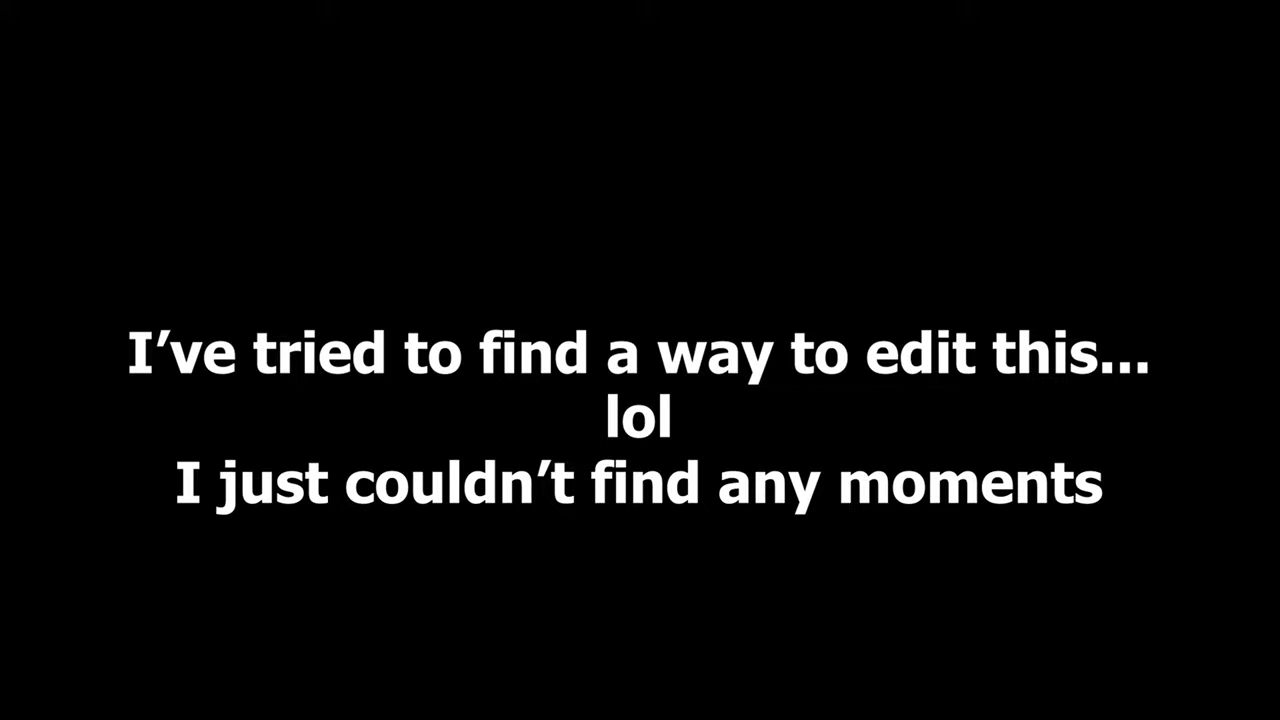 I’ve tried to find a way to edit this...
lol
I just couldn’t find any moments